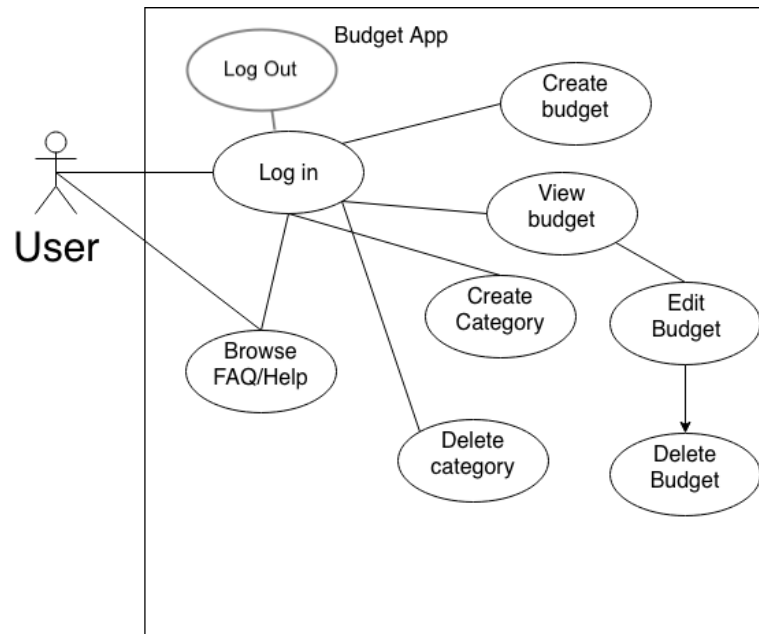 Budget App
Log Out
Create
budget
Log in
View
budget
User
Create
Category
Edit
Budget
Browse
FAQ/Help
Delete
category
Delete
Budget